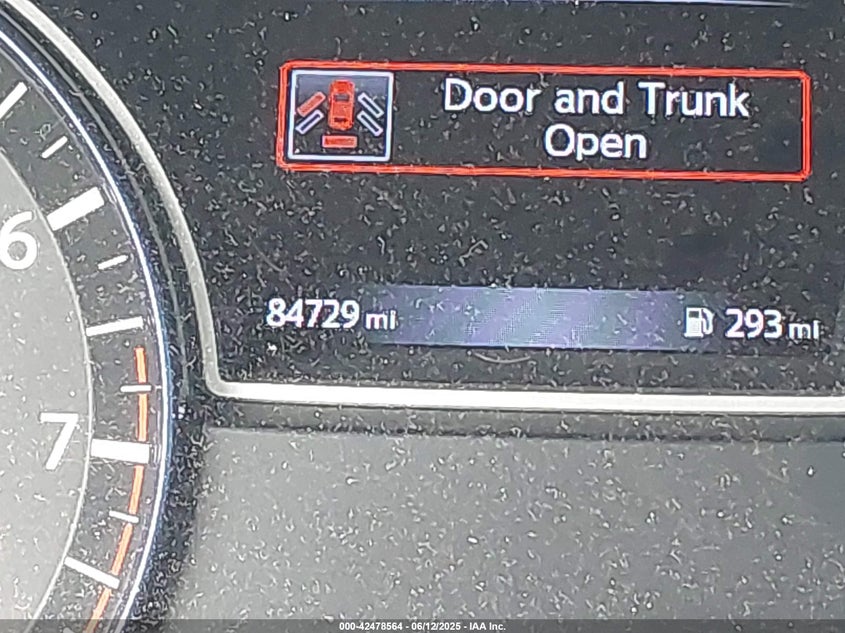 Door and Trunk
Open
6
84729 mi 293 mi
7
000-42478564 - 06/12/2025 - IAA Inc.